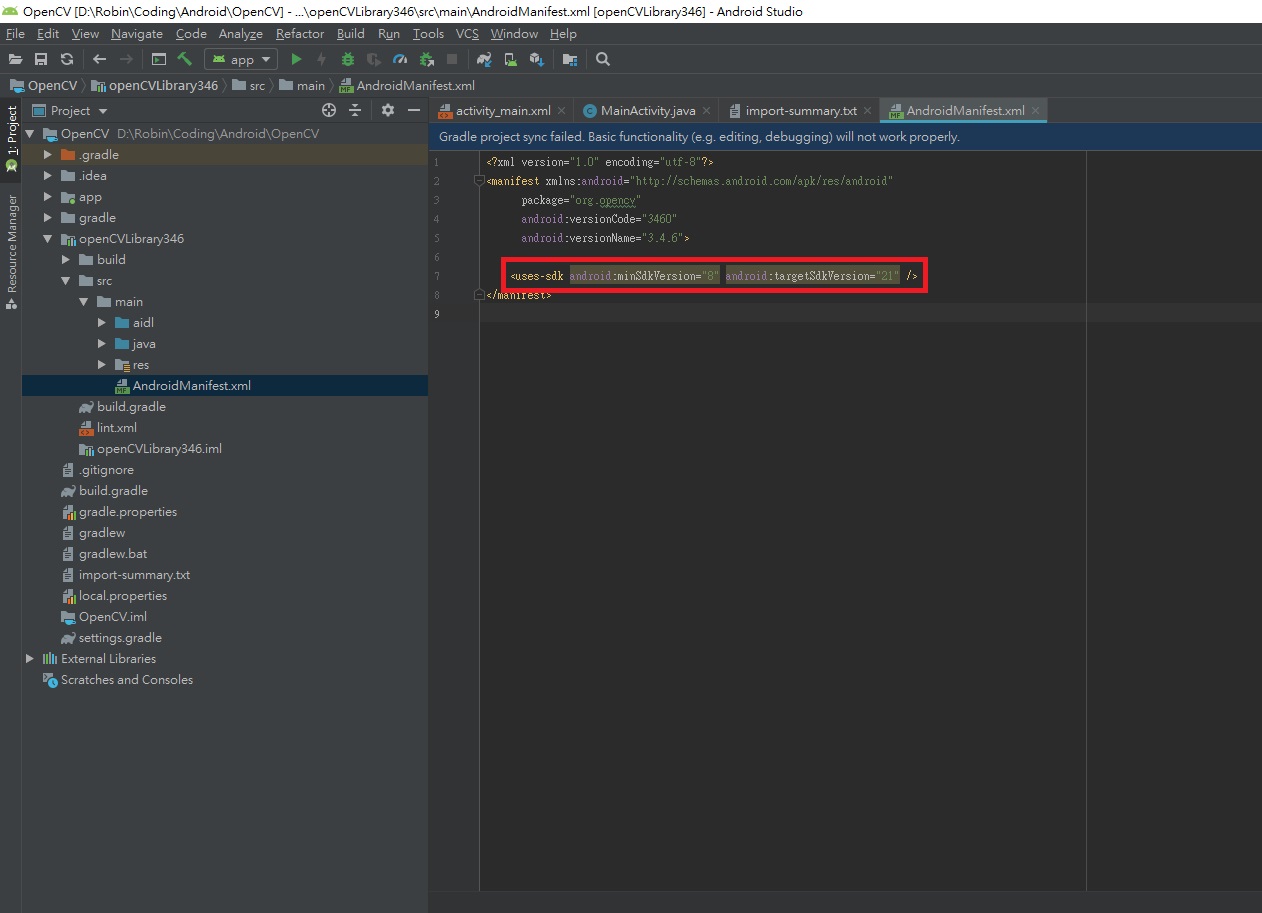 OpenCV [D:\Robin\Coding\Android\OpenCV] - ...\openCVLibrary346\src\main\AndroidManifest.xml [openCVLibrary346] - Android Studio
File Edit View Navigate Code Analyze Refactor Build Run Tools VCS Window Help
app
OpenCV openCVLibrary346 src main AndroidManifest.xml
1: Project
Resource Manager
Project
OpenCV D:\Robin\Coding\Android\OpenCV
.gradle
.idea
app
gradle
openCVLibrary346
build
src
main
aidl
java
res
AndroidManifest.xml
build.gradle
lint.xml
openCVLibrary346.iml
.gitignore
build.gradle
gradle.properties
gradlew
gradlew.bat
import-summary.txt
local.properties
OpenCV.iml
settings.gradle
External Libraries
Scratches and Consoles
activity_main.xml MainActivity.java import-summary.txt AndroidManifest.xml
Gradle project sync failed. Basic functionality (e.g. editing, debugging) will not work properly.
1 <?xml version="1.0" encoding="utf-8"?>
2 <manifest xmlns:android="http://schemas.android.com/apk/res/android"
3 package="org.opencv"
4 android:versionCode="3460"
5 android:versionName="3.4.6">
6
7 <uses-sdk android:minSdkVersion="8" android:targetSdkVersion="21" />
8 </manifest>
9